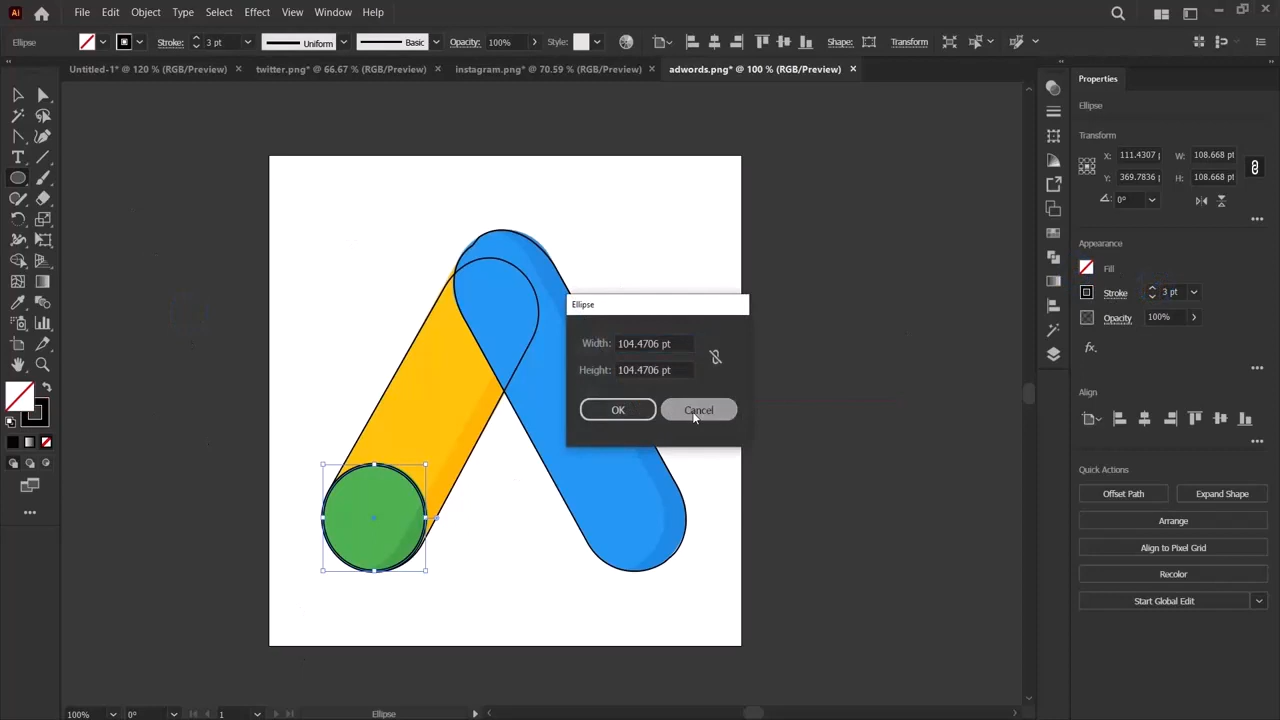 Ai File Edit Object Type Select Effect View Window Help
Ellipse Stroke: 3 pt Uniform Basic Opacity: 100% Style: Shape: Transform
Untitled-1* @ 120 % (RGB/Preview) × twitter.png* @ 66.67 % (RGB/Preview) × instagram.png* @ 70.59 % (RGB/Preview) × adwords.png* @ 100 % (RGB/Preview) ×
Properties
Ellipse
Transform
X: 111.4307 W: 108.668 pt
Y: 369.7836 H: 108.668 pt
0°
Appearance
Fill
Stroke 3 pt
Opacity 100%
fx.
Align
Quick Actions
Offset Path Expand Shape
Arrange
Align to Pixel Grid
Recolor
Start Global Edit
Ellipse
Width: 104.4706 pt
Height: 104.4706 pt
OK Cancel
100% 0° 1 Ellipse